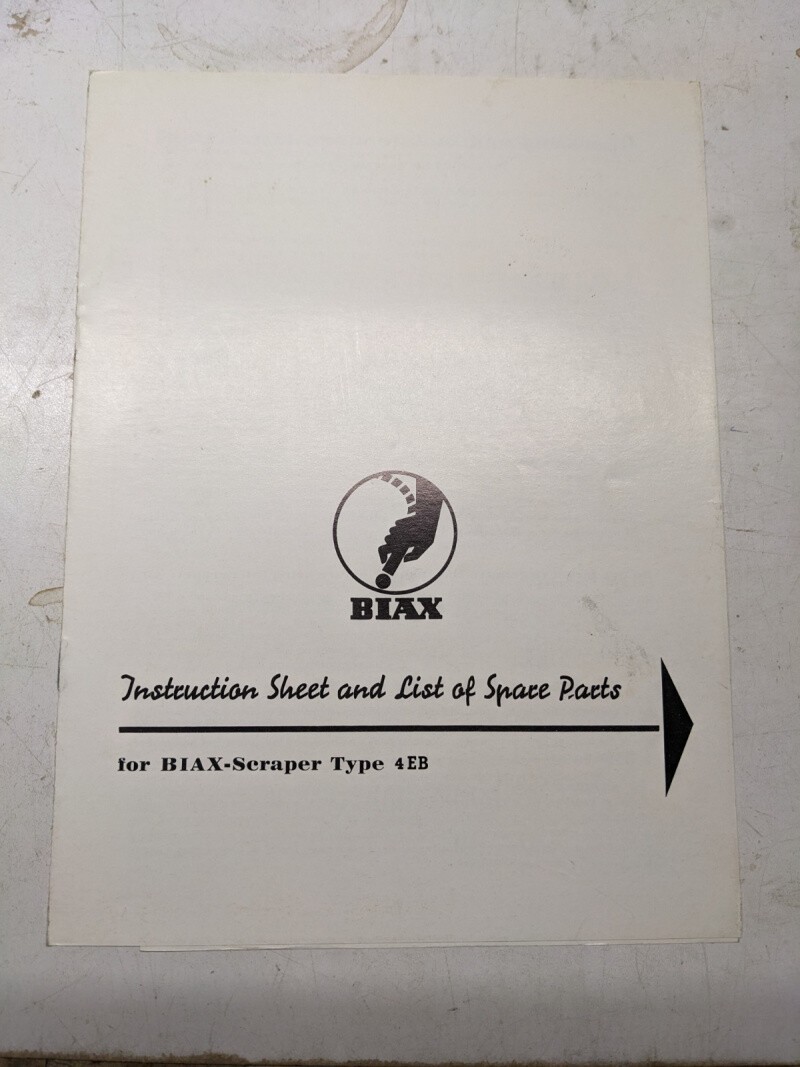 BIAX
Instruction Sheet and List of Spare Parts
for BIAX-Scraper Type 4EB